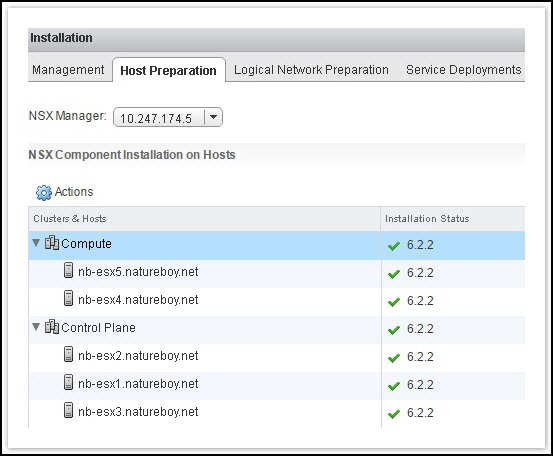 Installation
Management Host Preparation Logical Network Preparation Service Deployments
NSX Manager: 10.247.174.5
NSX Component Installation on Hosts
Actions
Clusters & Hosts Installation Status
Compute 6.2.2
nb-esx5.natureboy.net 6.2.2
nb-esx4.natureboy.net 6.2.2
Control Plane 6.2.2
nb-esx2.natureboy.net 6.2.2
nb-esx1.natureboy.net 6.2.2
nb-esx3.natureboy.net 6.2.2